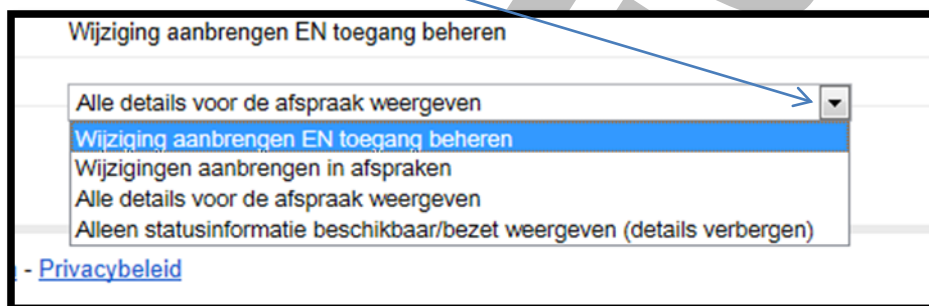 Wijziging aanbrengen EN toegang beheren
Alle details voor de afspraak weergeven
Wijziging aanbrengen EN toegang beheren
Wijzigingen aanbrengen in afspraken
Alle details voor de afspraak weergeven
Alleen statusinformatie beschikbaar/bezet weergeven (details verbergen)
- Privacybeleid